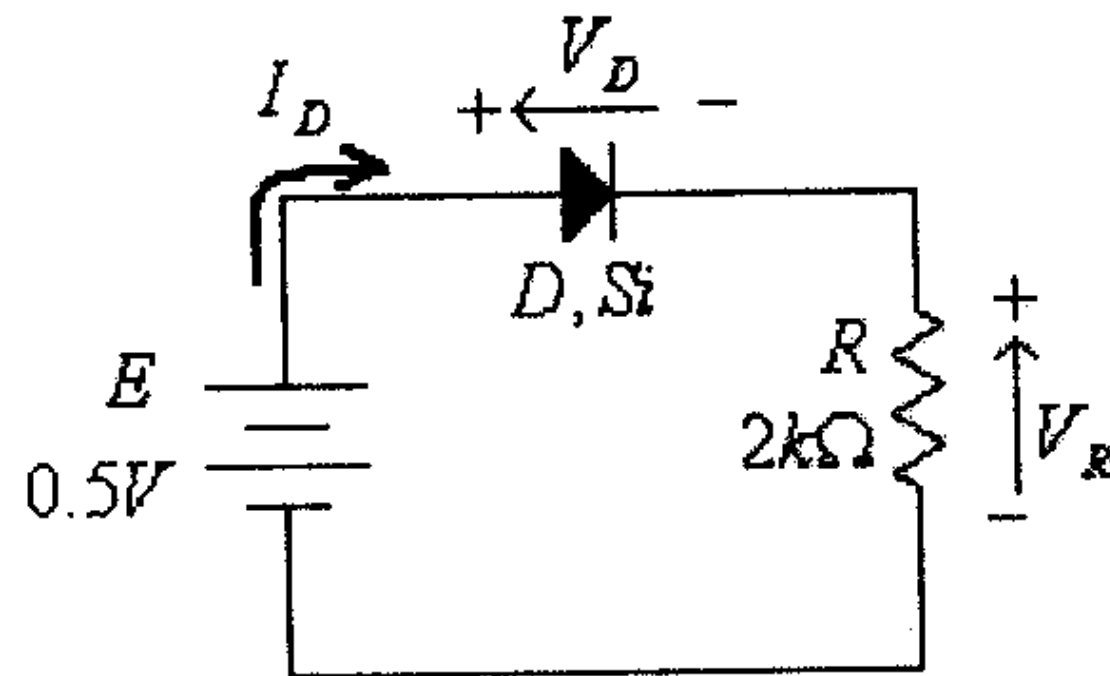 V_D
I_D
+ −
D, Si
E
0.5V
R
2kΩ
+
V_R
−